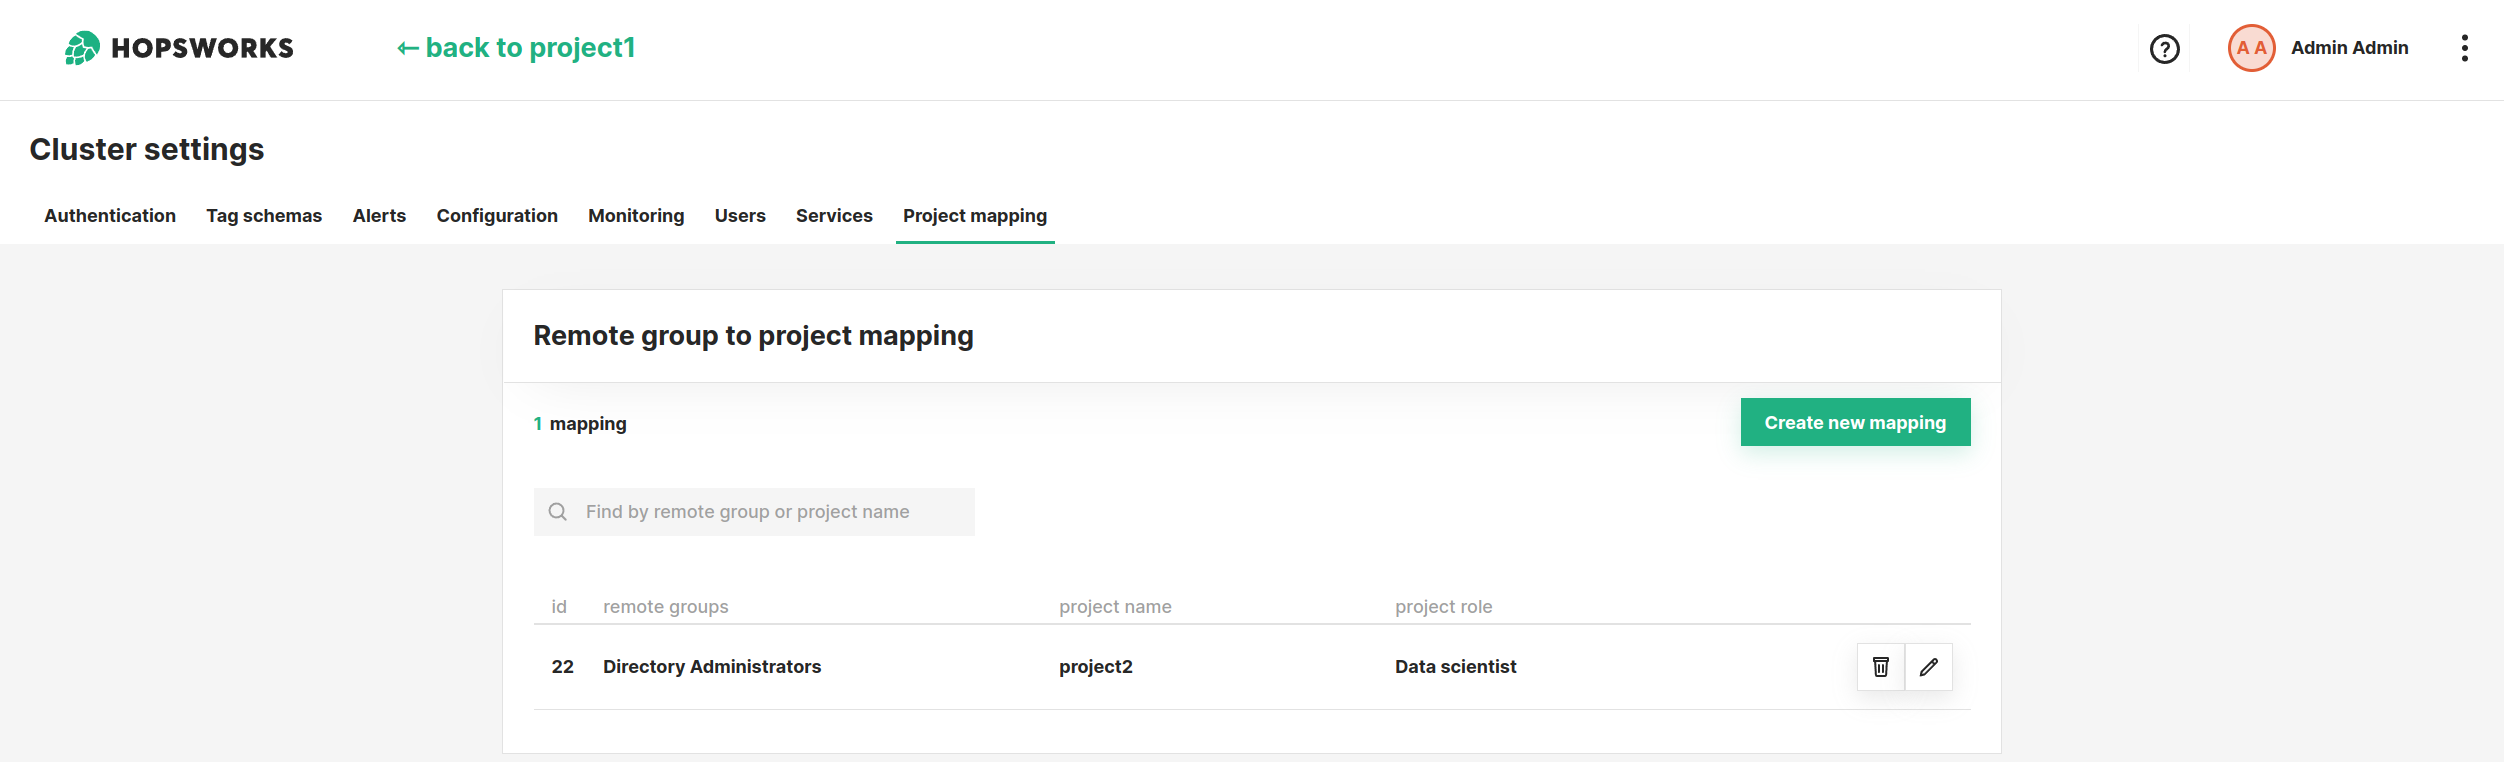 HOPSWORKS
← back to project1
A A
Admin Admin
Cluster settings
Authentication Tag schemas Alerts Configuration Monitoring Users Services Project mapping
Remote group to project mapping
1 mapping
Create new mapping
Find by remote group or project name
id remote groups project name project role
22 Directory Administrators project2 Data scientist